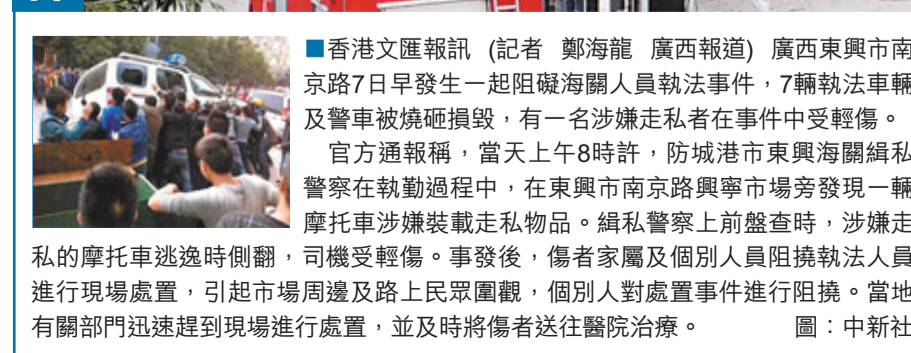 ■香港文匯報訊 (記者 鄭海龍 廣西報道) 廣西東興市南
京路7日早發生一起阻礙海關人員執法事件，7輛執法車輛
及警車被燒砸損毀，有一名涉嫌走私者在事件中受輕傷。
官方通報稱，當天上午8時許，防城港市東興海關緝私
警察在執勤過程中，在東興市南京路興寧市場旁發現一輛
摩托車涉嫌裝載走私物品。緝私警察上前盤查時，涉嫌走
私的摩托車逃逸時側翻，司機受輕傷。事發後，傷者家屬及個別人員阻撓執法人員
進行現場處置，引起市場周邊及路上民眾圍觀，個別人對處置事件進行阻撓。當地
有關部門迅速趕到現場進行處置，並及時將傷者送往醫院治療。 圖：中新社